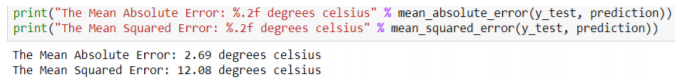 print("The Mean Absolute Error: %.2f degrees celsius" % mean_absolute_error(y_test, prediction))
print("The Mean Squared Error: %.2f degrees celsius" % mean_squared_error(y_test, prediction))
The Mean Absolute Error: 2.69 degrees celsius
The Mean Squared Error: 12.08 degrees celsius